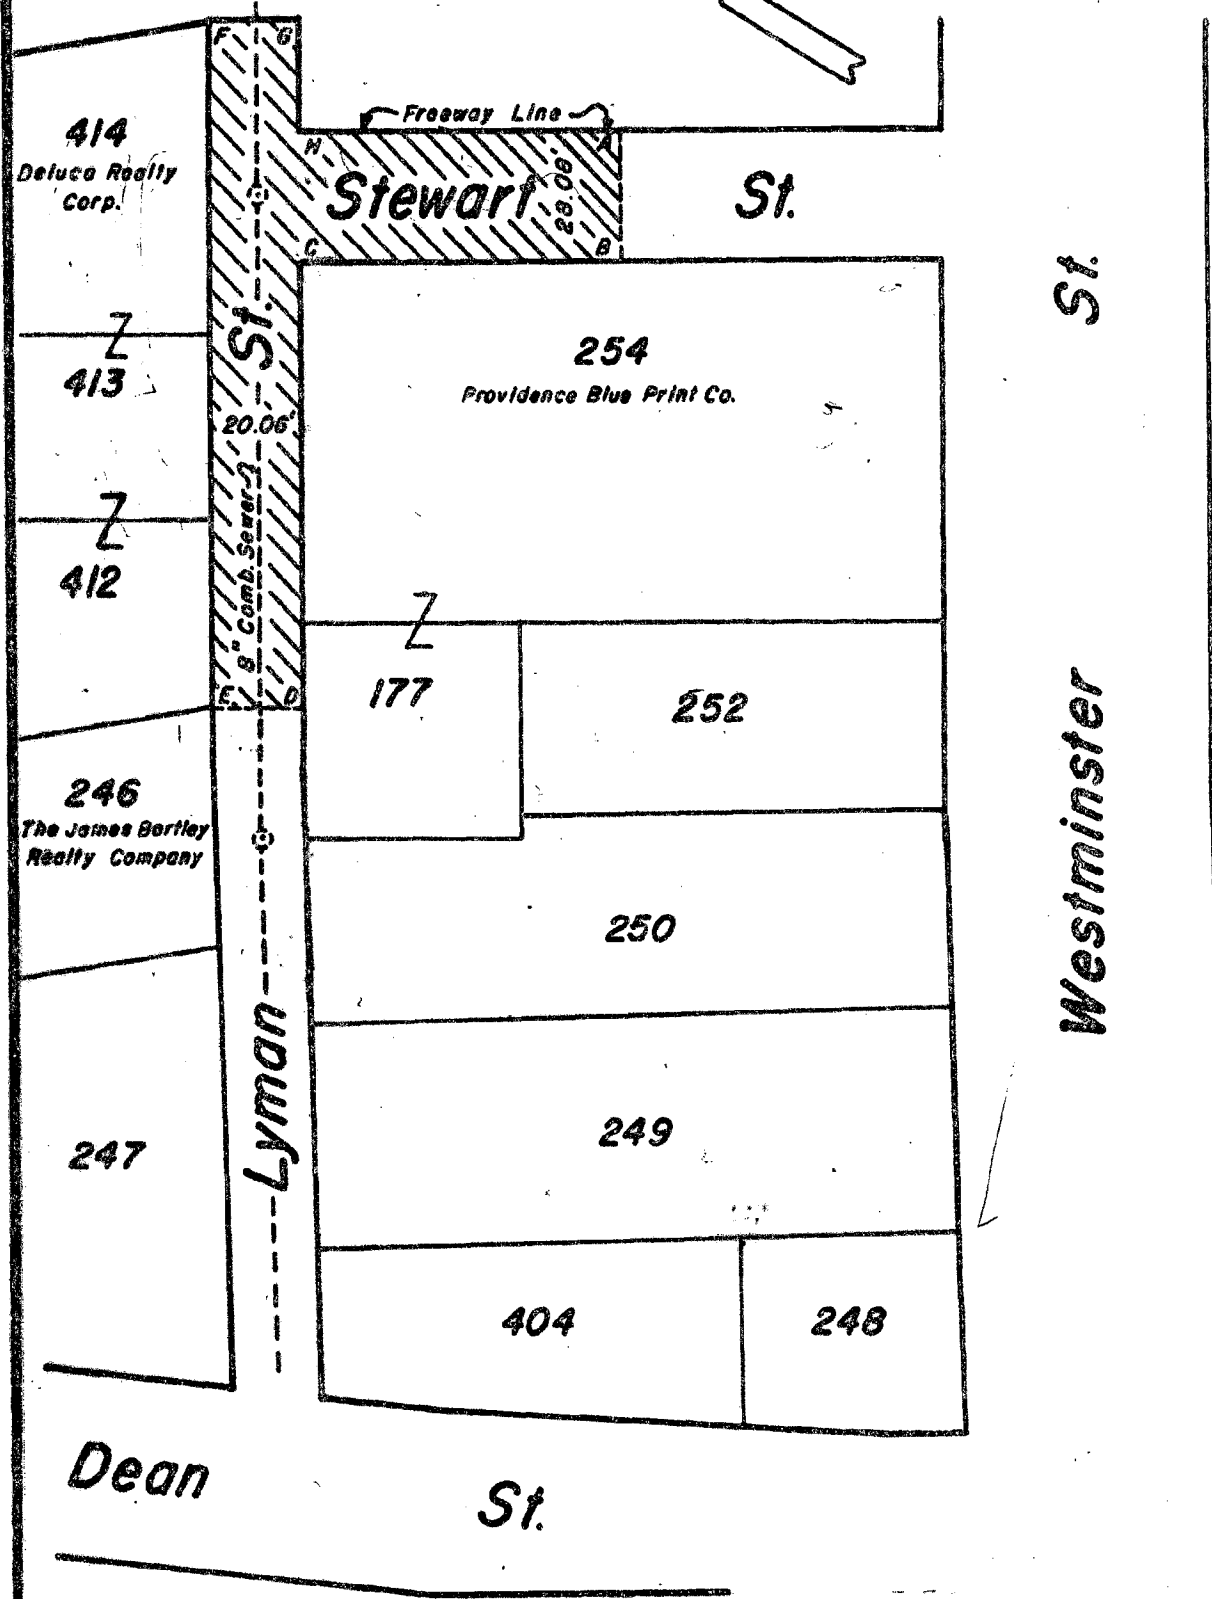 F G
414
Deluca Realty
Corp.
Freeway Line
H A
Stewart St.
28.06'
C B
St.
413
20.06'
254
Providence Blue Print Co.
412
8" Comb. Sewer
E D
177
252
246
The James Bartley
Realty Company
Westminster St.
250
Lyman
247
249
404
248
Dean St.